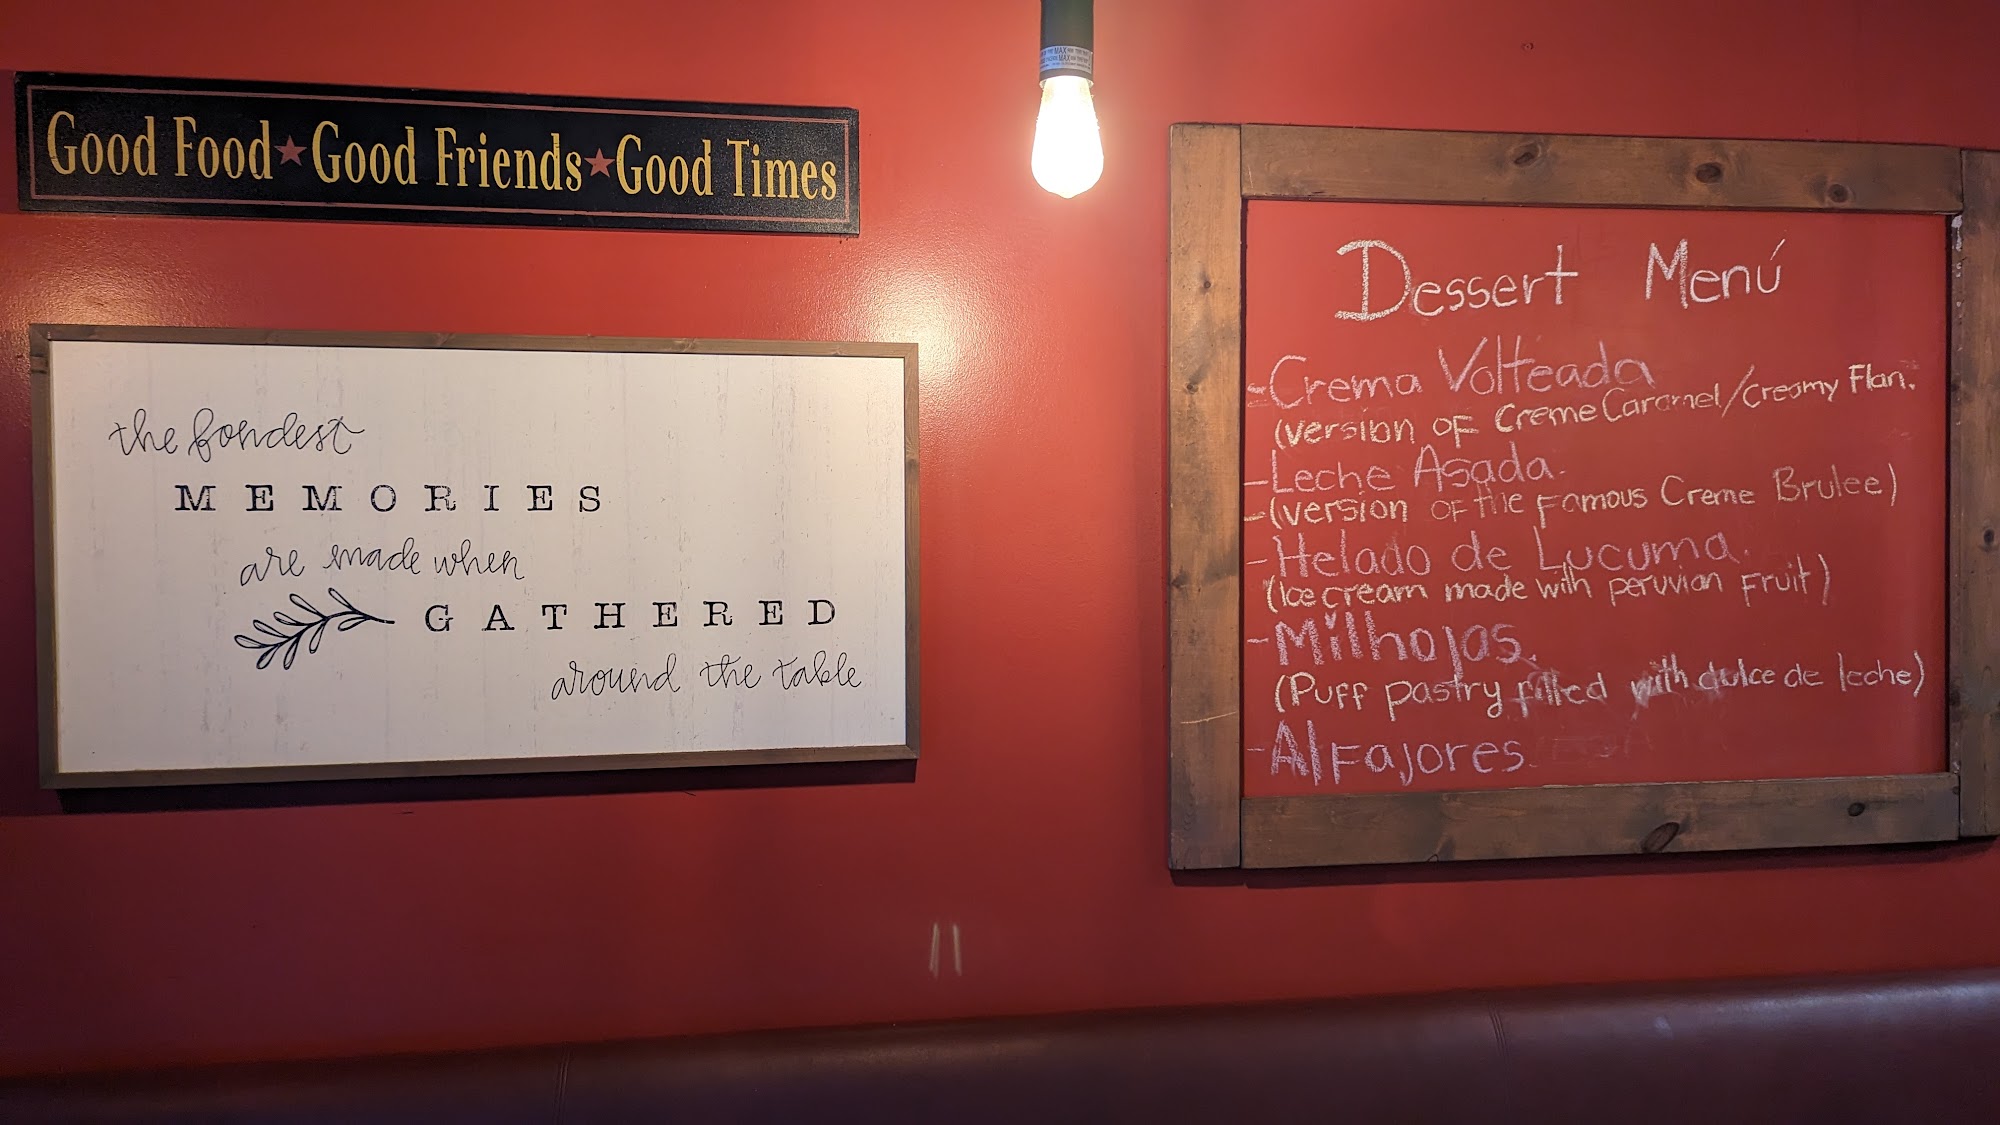 Good Food★Good Friends★Good Times
the fondest
MEMORIES
are made when
GATHERED
around the table
Dessert Menú
-Crema Volteada
(version of Creme Caramel/Creamy Flan.
-Leche Asada.
-(version of the famous Creme Brulee)
-Helado de Lucuma.
(Ice cream made with peruvian fruit)
-Milhojas.
(Puff pastry filled with dulce de leche)
-Alfajores
MAX
MAX